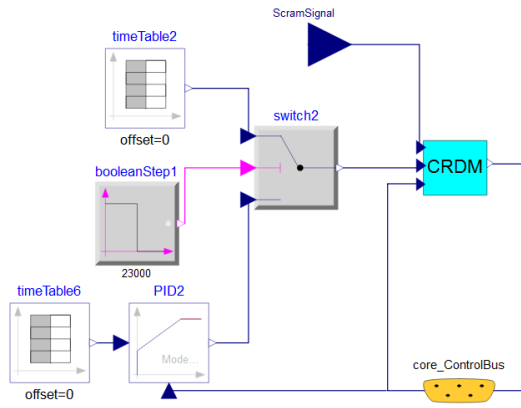 ScramSignal
timeTable2
offset=0
switch2
booleanStep1
CRDM
23000
timeTable6
PID2
Mode...
offset=0
core_ControlBus